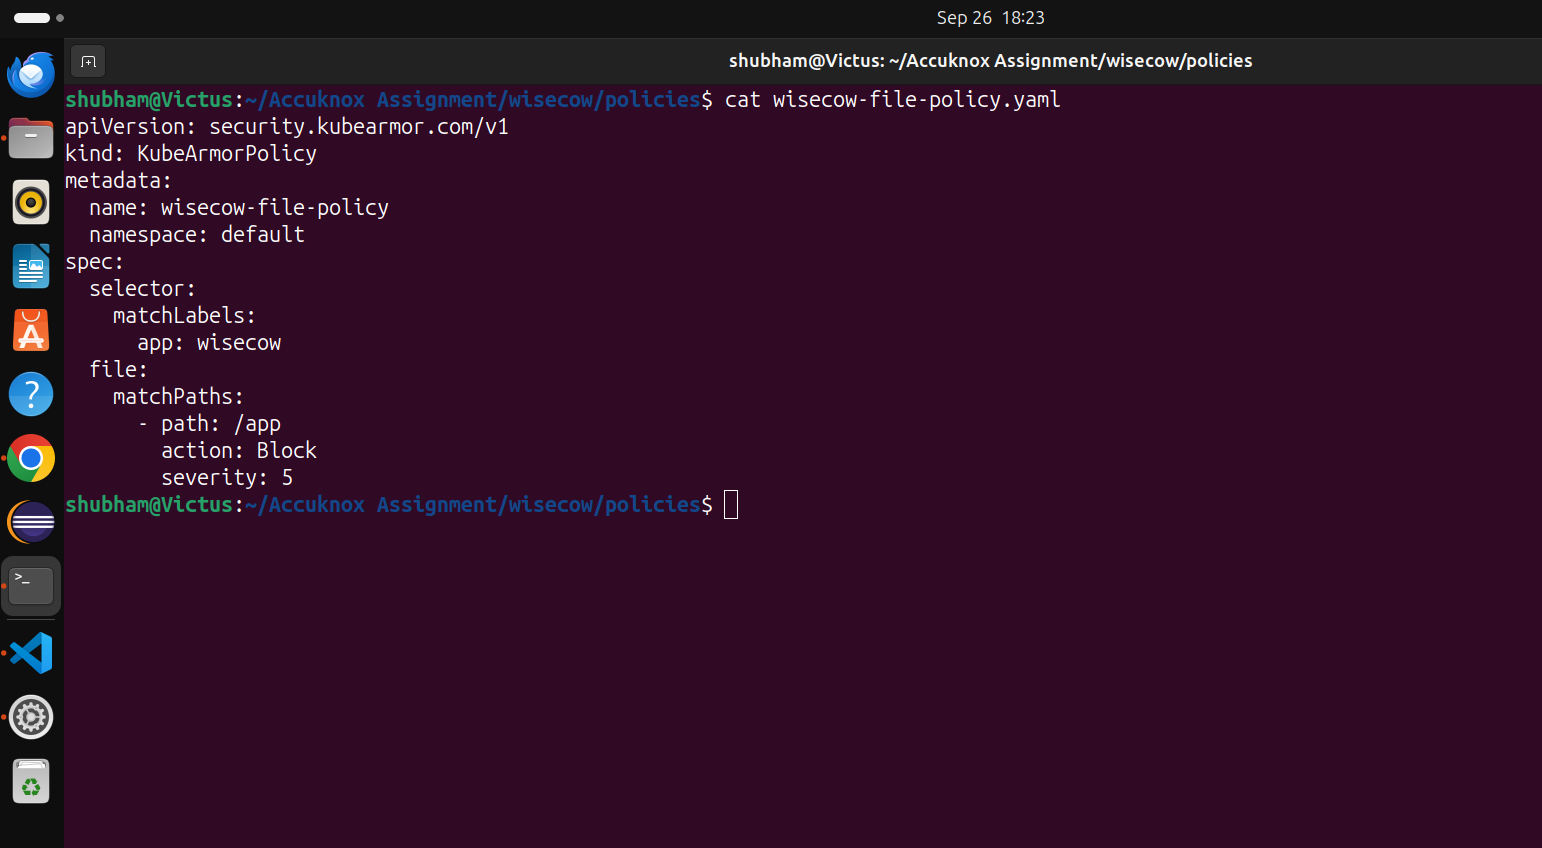 Sep 26 18:23
shubham@Victus: ~/Accuknox Assignment/wisecow/policies
shubham@Victus:~/Accuknox Assignment/wisecow/policies$ cat wisecow-file-policy.yaml
apiVersion: security.kubearmor.com/v1
kind: KubeArmorPolicy
metadata:
  name: wisecow-file-policy
  namespace: default
spec:
  selector:
    matchLabels:
      app: wisecow
  file:
    matchPaths:
      - path: /app
        action: Block
        severity: 5
shubham@Victus:~/Accuknox Assignment/wisecow/policies$